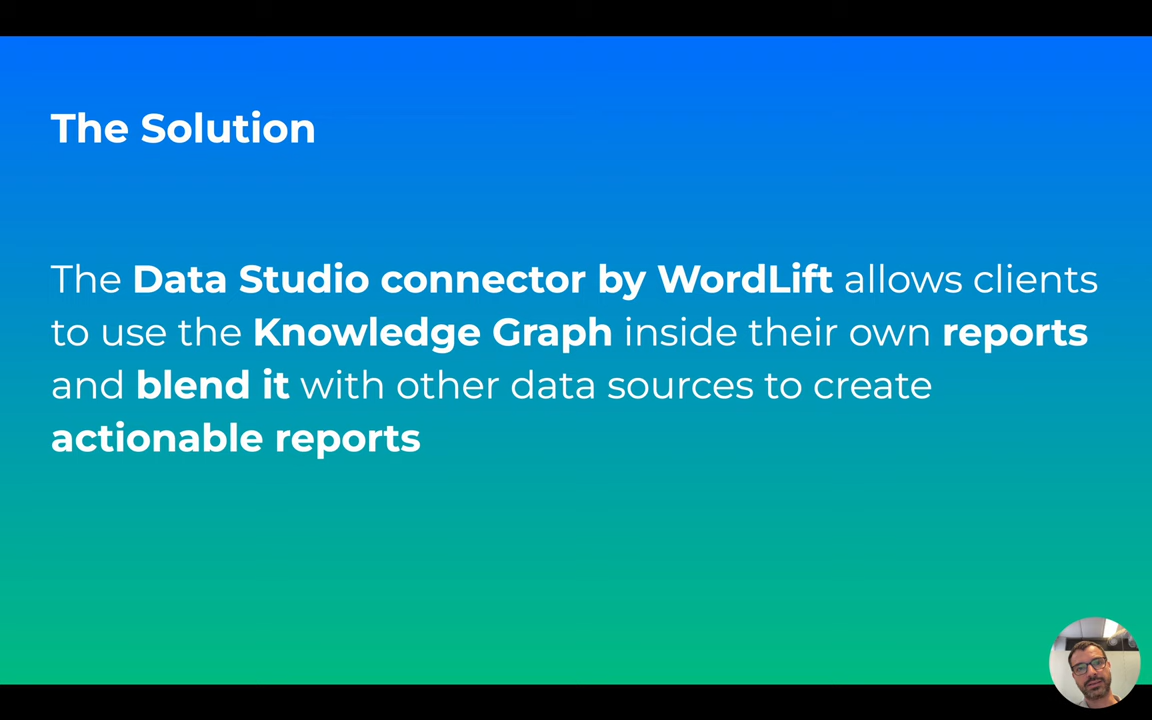 The Solution
The Data Studio connector by WordLift allows clients
to use the Knowledge Graph inside their own reports
and blend it with other data sources to create
actionable reports